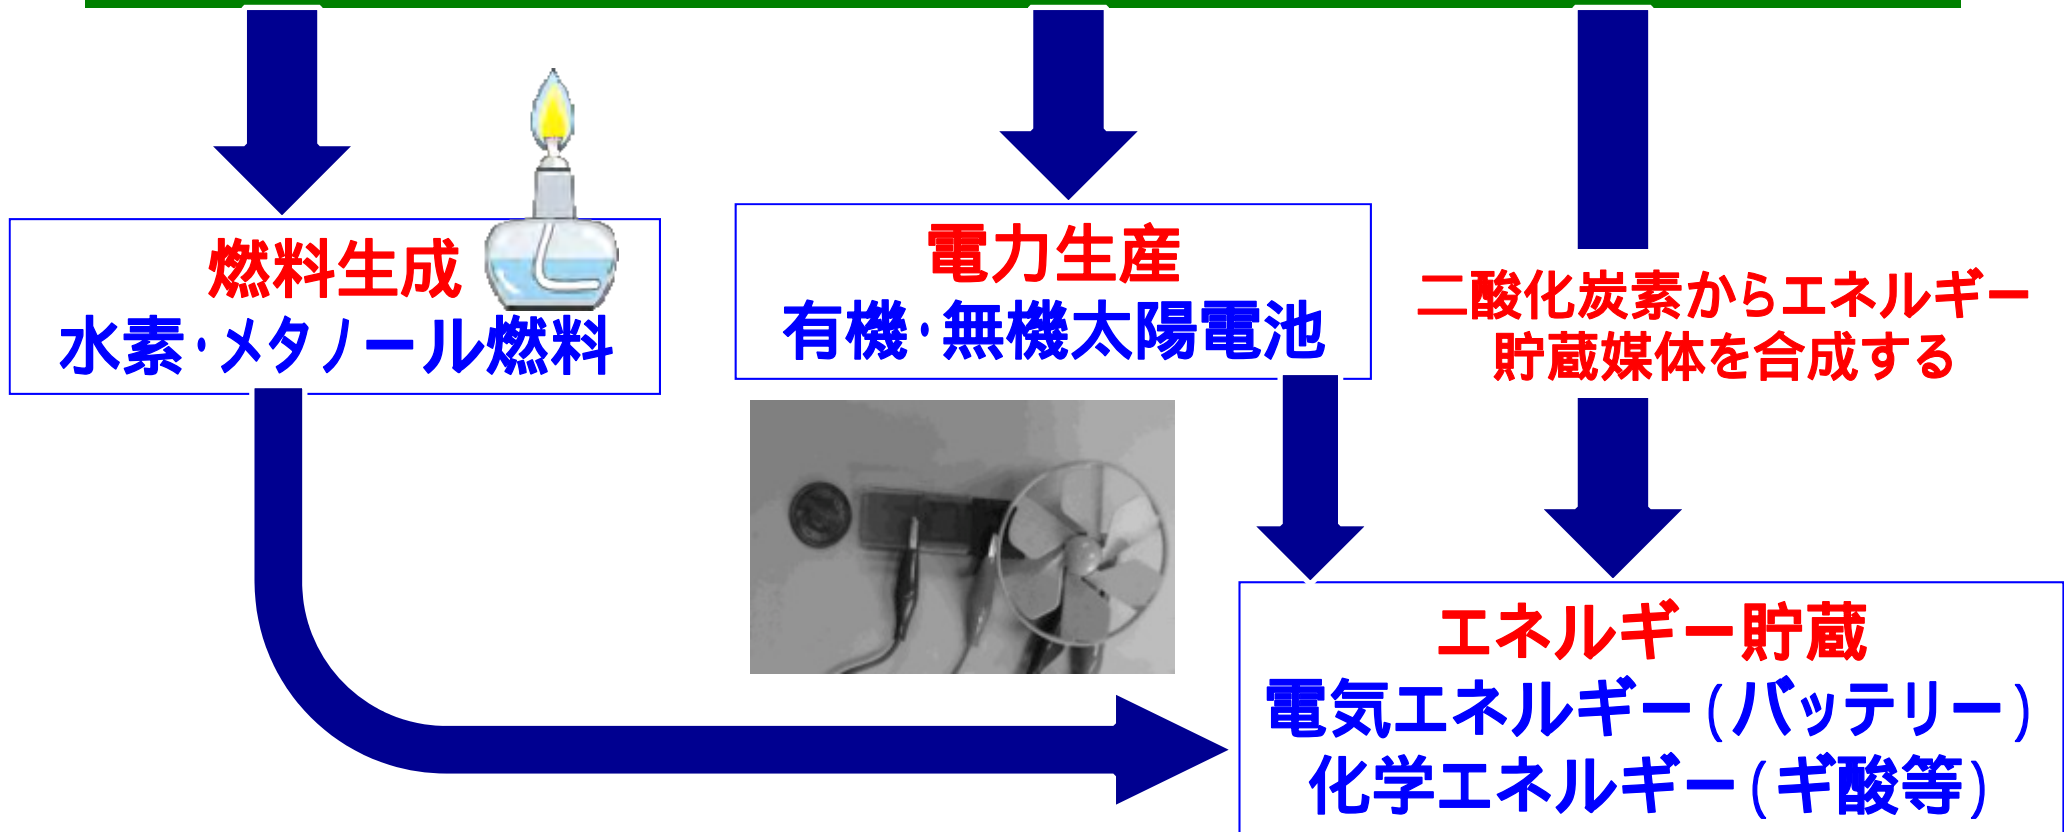 燃料生成
水素・メタノール燃料
電力生産
有機・無機太陽電池
二酸化炭素からエネルギー
貯蔵媒体を合成する
エネルギー貯蔵
電気エネルギー(バッテリー)
化学エネルギー(ギ酸等)